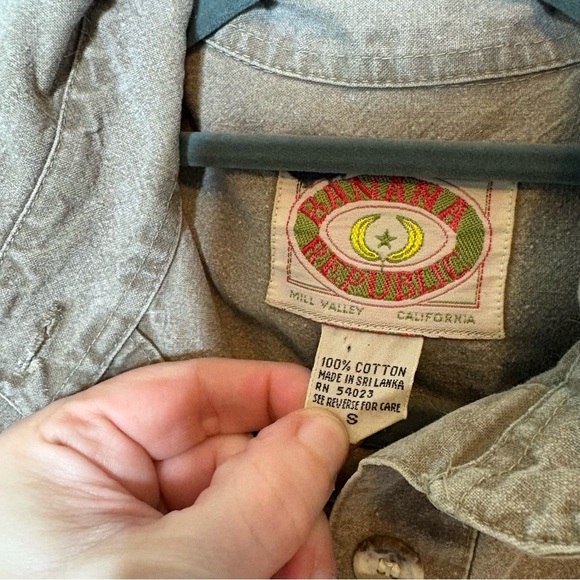 BANANA
REPUBLIC
MILL VALLEY CALIFORNIA
100% COTTON
MADE IN SRI LANKA
RN 54023
SEE REVERSE FOR CARE
S